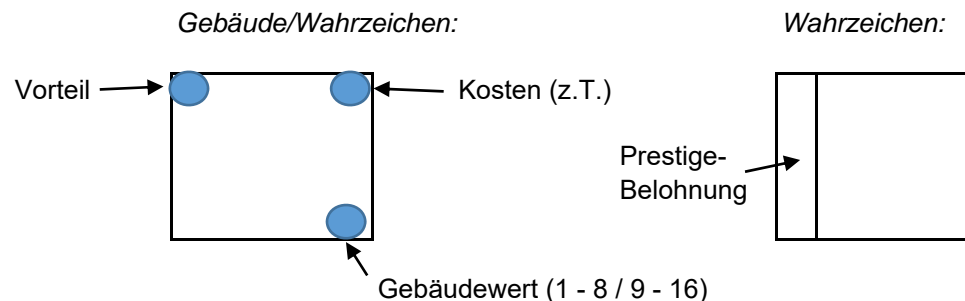 Gebäude/Wahrzeichen:
Wahrzeichen:
Vorteil
Kosten (z.T.)
Prestige-
Belohnung
Gebäudewert (1 - 8 / 9 - 16)